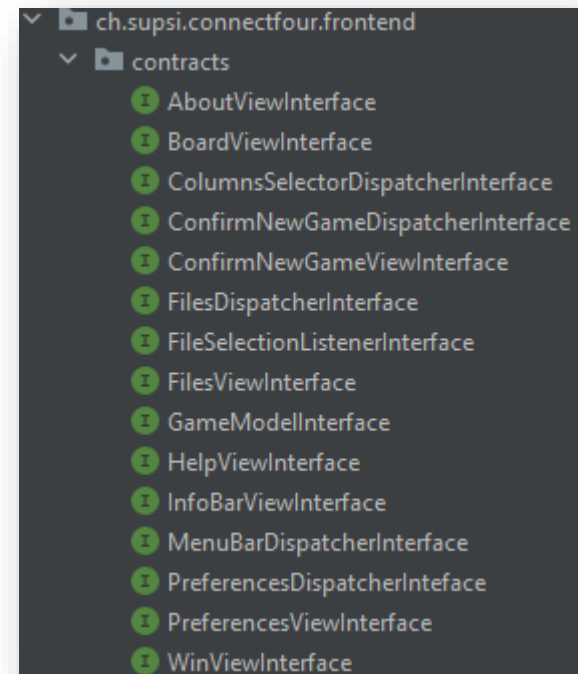 ch.supsi.connectfour.frontend
contracts
I AboutViewInterface
I BoardViewInterface
I ColumnsSelectorDispatcherInterface
I ConfirmNewGameDispatcherInterface
I ConfirmNewGameViewInterface
I FilesDispatcherInterface
I FileSelectionListenerInterface
I FilesViewInterface
I GameModelInterface
I HelpViewInterface
I InfoBarViewInterface
I MenuBarDispatcherInterface
I PreferencesDispatcherInteface
I PreferencesViewInterface
I WinViewInterface